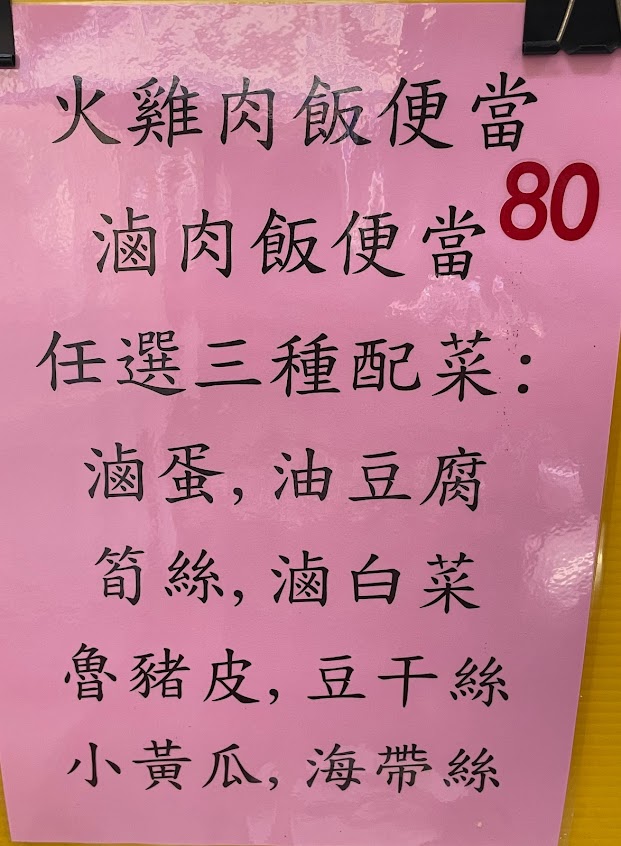 火雞肉飯便當
80
滷肉飯便當
任選三種配菜：
滷蛋, 油豆腐
筍絲, 滷白菜
魯豬皮, 豆干絲
小黃瓜, 海帶絲